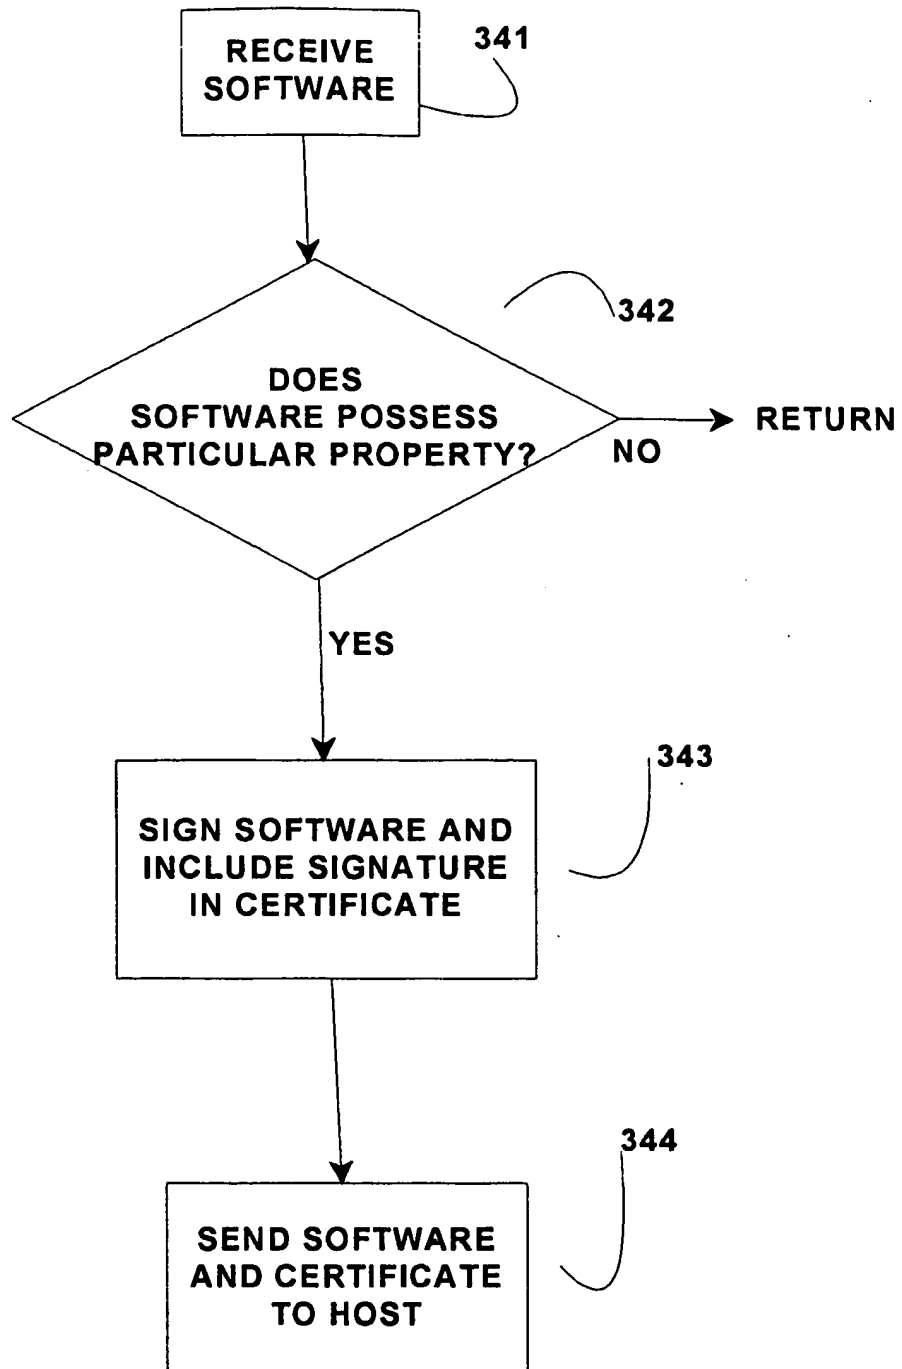 RECEIVE
SOFTWARE
341
342
DOES
SOFTWARE POSSESS
PARTICULAR PROPERTY?
NO
RETURN
YES
343
SIGN SOFTWARE AND
INCLUDE SIGNATURE
IN CERTIFICATE
344
SEND SOFTWARE
AND CERTIFICATE
TO HOST